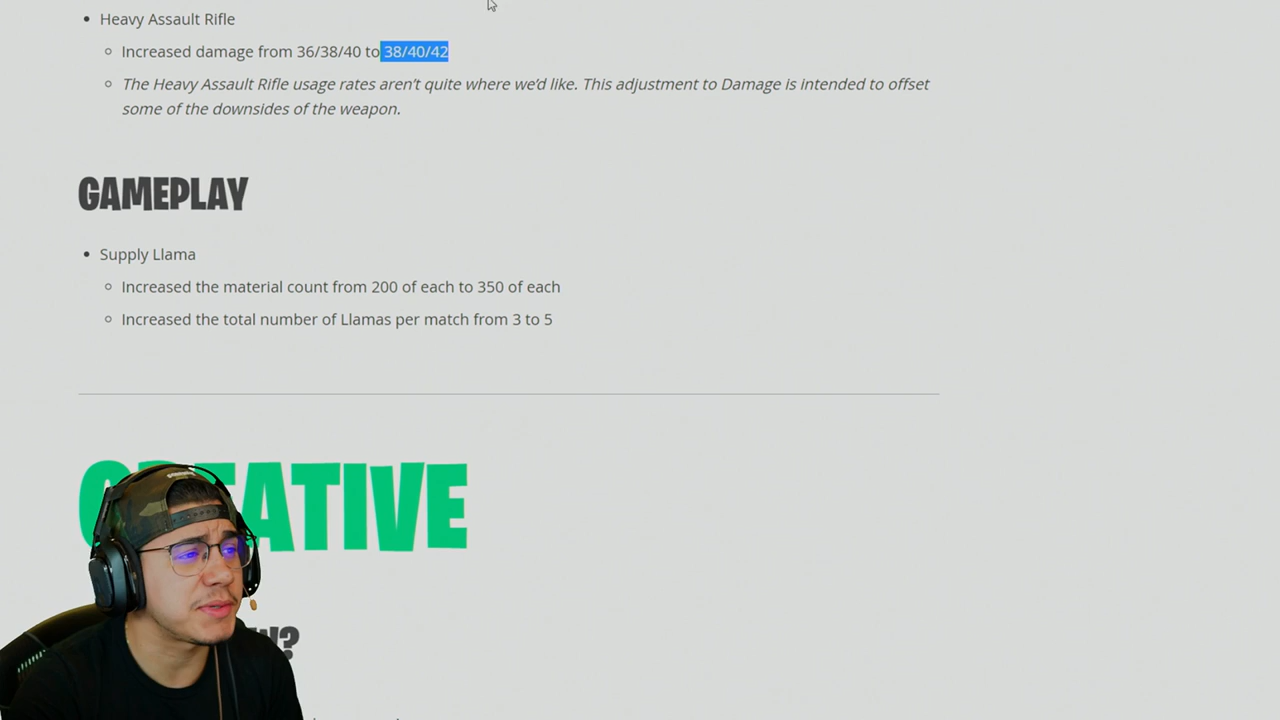 Heavy Assault Rifle
Increased damage from 36/38/40 to 38/40/42
The Heavy Assault Rifle usage rates aren't quite where we'd like. This adjustment to Damage is intended to offset
some of the downsides of the weapon.
GAMEPLAY
Supply Llama
Increased the material count from 200 of each to 350 of each
Increased the total number of Llamas per match from 3 to 5
CREATIVE